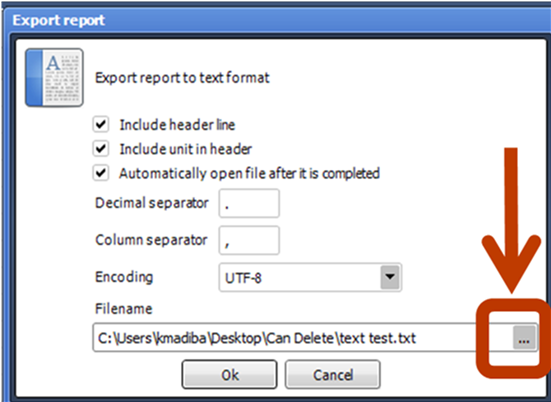 Export report
A
Export report to text format
Include header line
Include unit in header
Automatically open file after it is completed
Decimal separator .
Column separator ,
Encoding UTF-8
Filename
C:\Users\kmadiba\Desktop\Can Delete\text test.txt ...
Ok Cancel